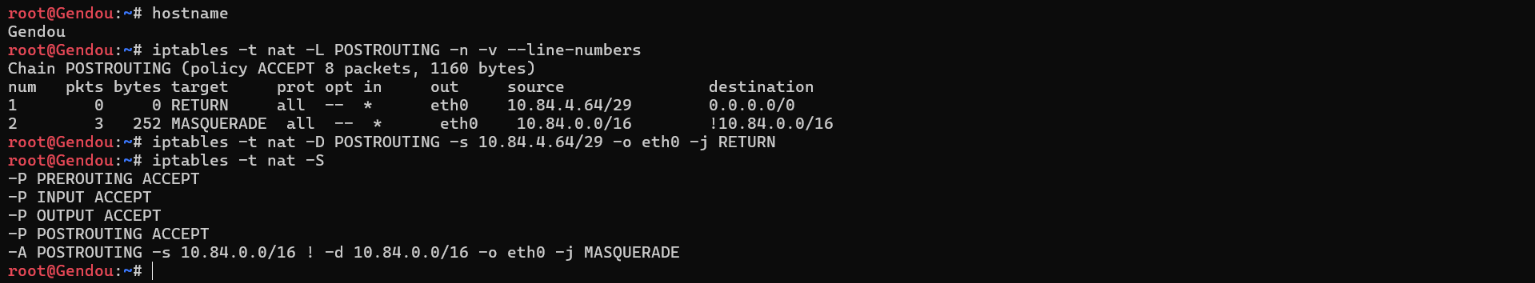 root@Gendou:~# hostname
Gendou
root@Gendou:~# iptables -t nat -L POSTROUTING -n -v --line-numbers
Chain POSTROUTING (policy ACCEPT 8 packets, 1160 bytes)
num   pkts bytes target     prot opt in     out     source               destination
1        0     0 RETURN     all  --  *      eth0    10.84.4.64/29        0.0.0.0/0
2        3   252 MASQUERADE  all  --  *      eth0    10.84.0.0/16        !10.84.0.0/16
root@Gendou:~# iptables -t nat -D POSTROUTING -s 10.84.4.64/29 -o eth0 -j RETURN
root@Gendou:~# iptables -t nat -S
-P PREROUTING ACCEPT
-P INPUT ACCEPT
-P OUTPUT ACCEPT
-P POSTROUTING ACCEPT
-A POSTROUTING -s 10.84.0.0/16 ! -d 10.84.0.0/16 -o eth0 -j MASQUERADE
root@Gendou:~#